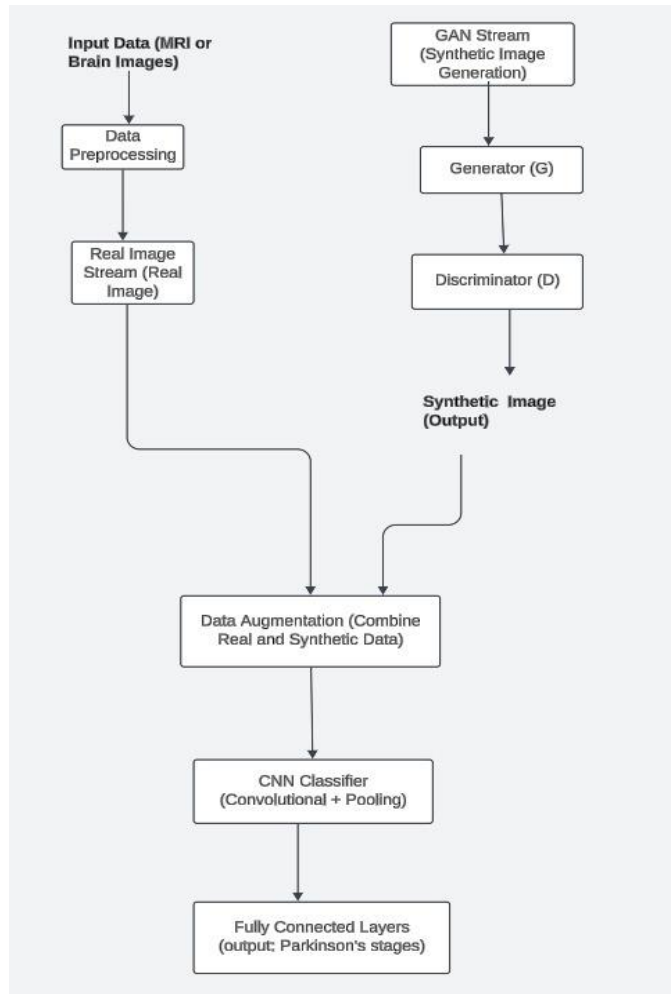 Input Data (MRI or
Brain Images)
Data
Preprocessing
Real Image
Stream (Real
Image)
GAN Stream
(Synthetic Image
Generation)
Generator (G)
Discriminator (D)
Synthetic Image
(Output)
Data Augmentation (Combine
Real and Synthetic Data)
CNN Classifier
(Convolutional + Pooling)
Fully Connected Layers
(output; Parkinson's stages)